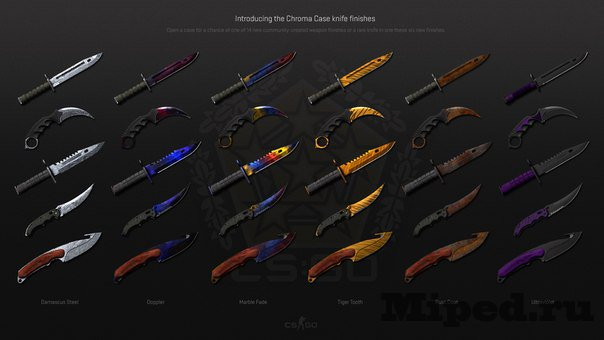 Introducing the Chroma Case knife finishes
Open a case for a chance at one of 14 new community-created weapon finishes or a rare knife in one these six new finishes.
CS:GO
Damascus Steel Doppler Marble Fade Tiger Tooth Rust Coat Ultraviolet
CS GO
Miped.ru